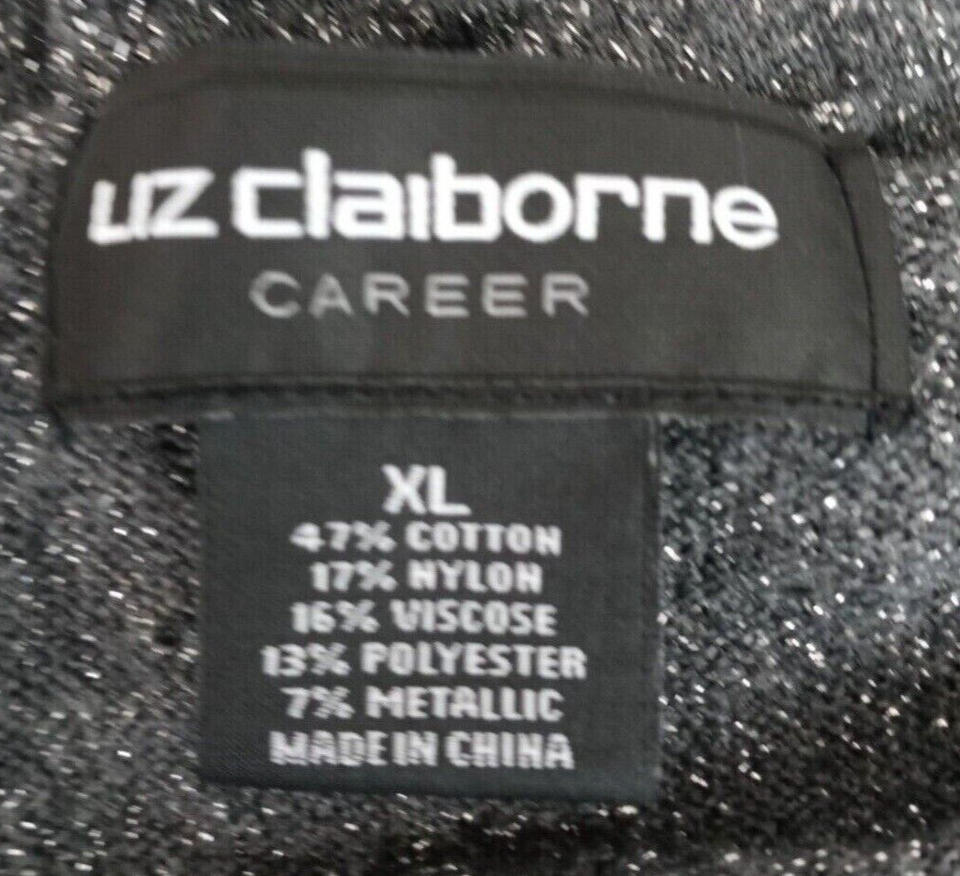 liz claiborne
CAREER
XL
47% COTTON
17% NYLON
16% VISCOSE
13% POLYESTER
7% METALLIC
MADE IN CHINA